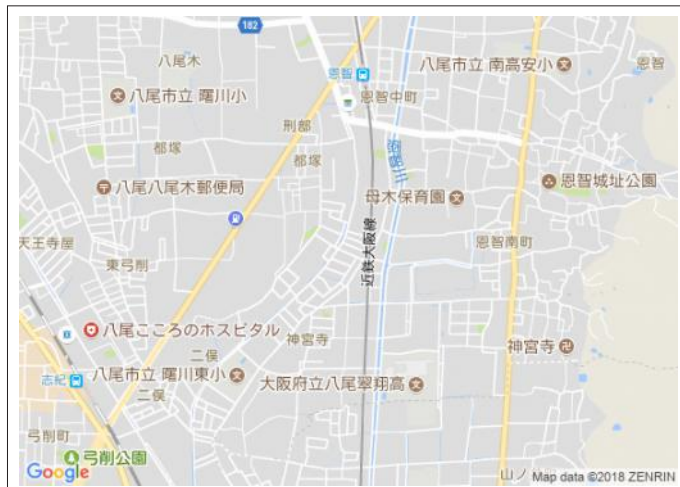 182
八尾木
恩智
八尾市立 南高安小
恩智
八尾市立 曙川小
恩智中町
刑部
都塚
都塚
恩智川
恩智城址公園
八尾八尾木郵便局
母木保育園
天王寺屋
恩智南町
東弓削
近鉄大阪線
八尾こころのホスピタル
神宮寺
神宮寺
二俣
志紀
八尾市立 曙川東小
大阪府立八尾翠翔高
二俣
弓削町
弓削公園
Google
山ノ
Map data ©2018 ZENRIN